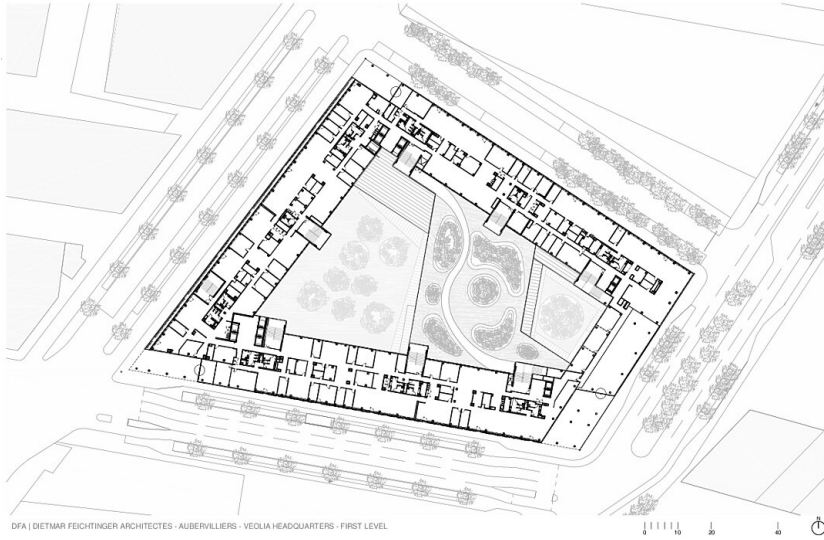 DFA | DIETMAR FEICHTINGER ARCHITECTES - AUBERVILLIERS - VEOLIA HEADQUARTERS - FIRST LEVEL
0 10 20 40
N